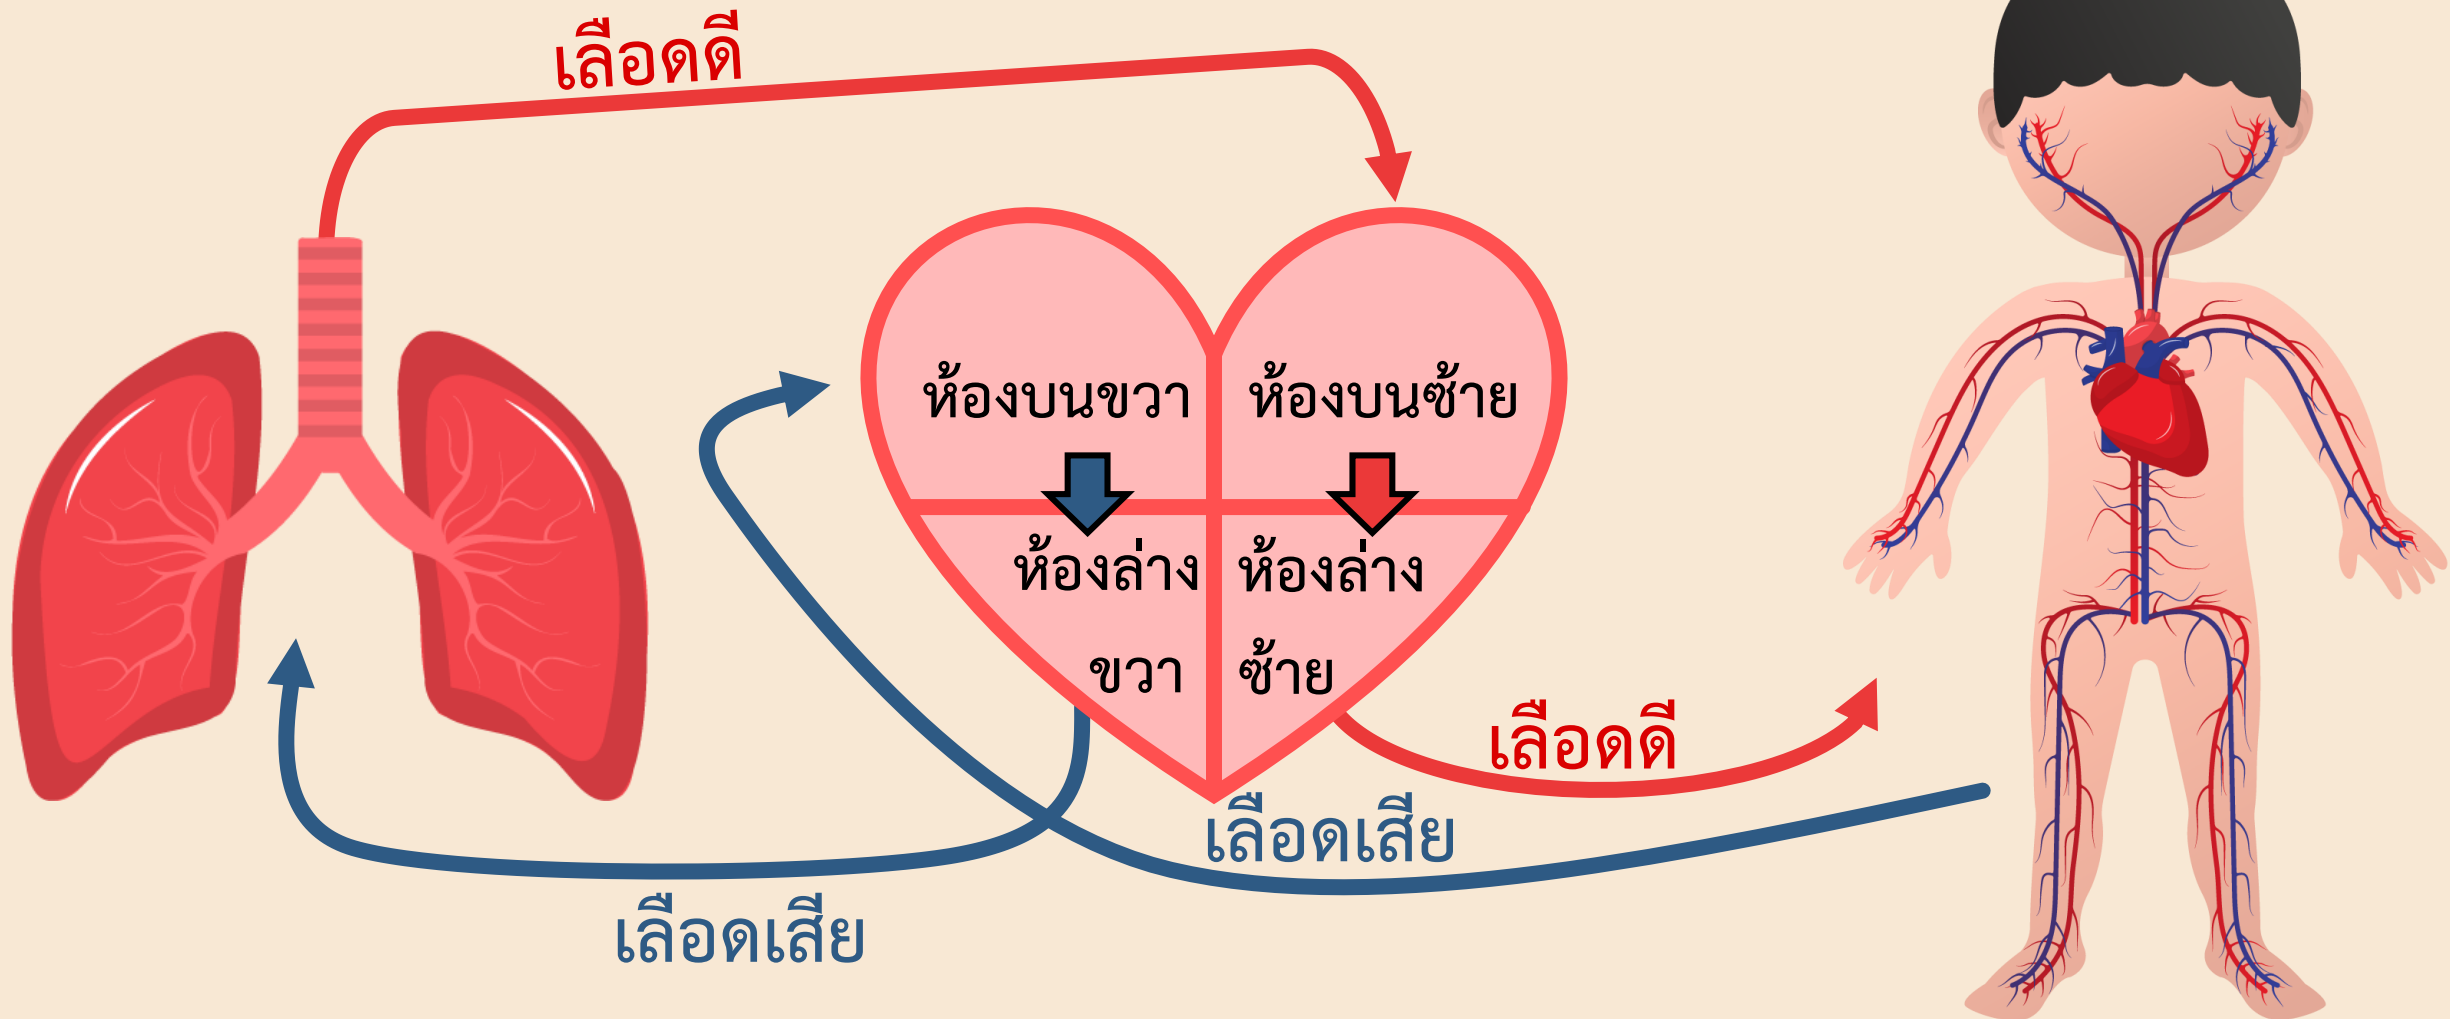 เลือดดี
ห้องบนขวา
ห้องบนซ้าย
ห้องล่าง
ขวา
ห้องล่าง
ซ้าย
เลือดดี
เลือดเสีย
เลือดเสีย